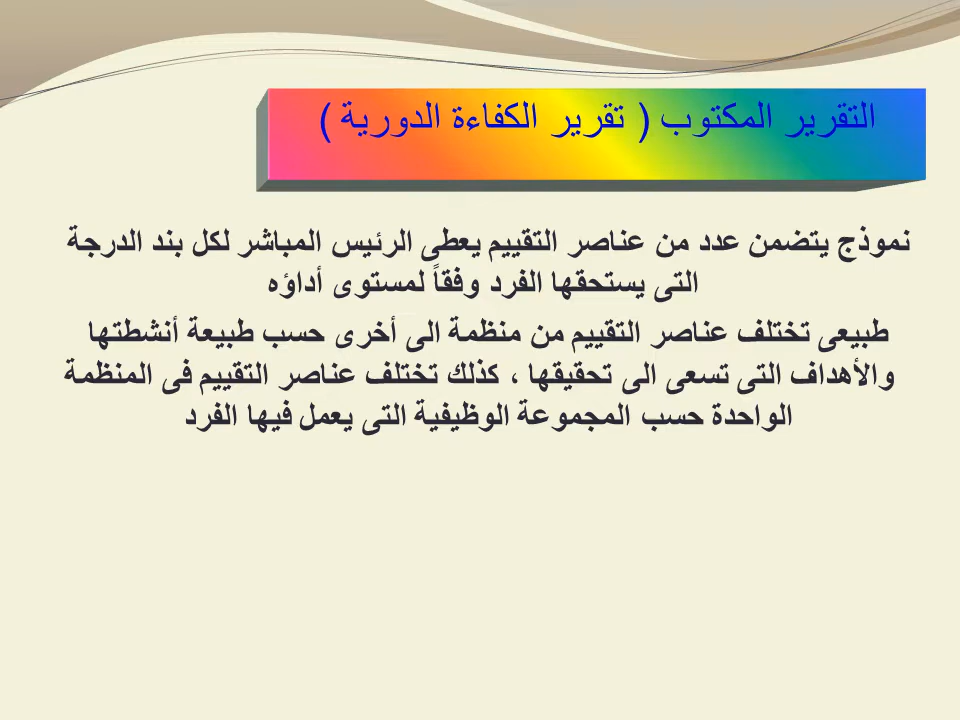 التقرير المكتوب ( تقرير الكفاءة الدورية )
نموذج يتضمن عدد من عناصر التقييم يعطى الرئيس المباشر لكل بند الدرجة
التى يستحقها الفرد وفقاً لمستوى أداؤه
طبيعى تختلف عناصر التقييم من منظمة الى أخرى حسب طبيعة أنشطتها
والأهداف التى تسعى الى تحقيقها ، كذلك تختلف عناصر التقييم فى المنظمة
الواحدة حسب المجموعة الوظيفية التى يعمل فيها الفرد